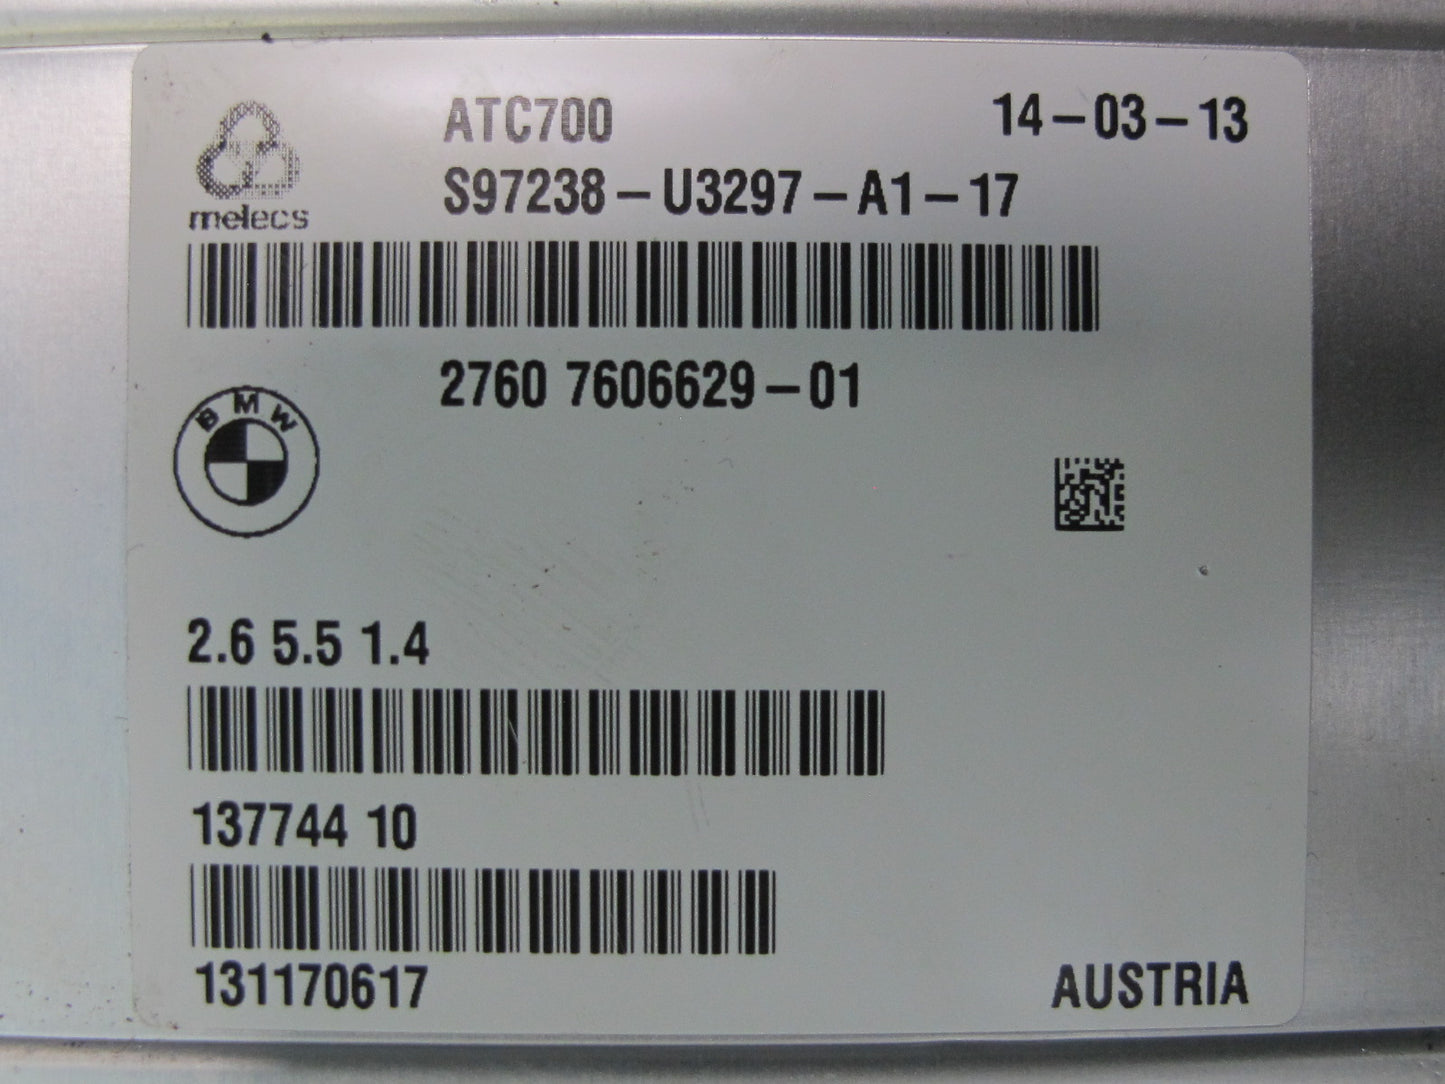 ATC700 14-03-13
melecs S97238-U3297-A1-17
2760 7606629-01
BMW
2.6 5.5 1.4
137744 10
131170617 AUSTRIA